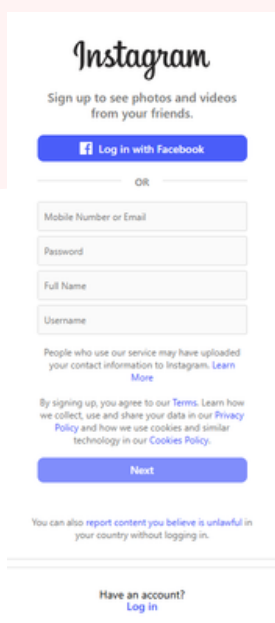 Instagram
Sign up to see photos and videos
from your friends.
Log in with Facebook
OR
Mobile Number or Email
Password
Full Name
Username
People who use our service may have uploaded
your contact information to Instagram. Learn
More
By signing up, you agree to our Terms. Learn how
we collect, use and share your data in our Privacy
Policy and how we use cookies and similar
technology in our Cookies Policy.
Next
You can also report content you believe is unlawful in
your country without logging in.
Have an account?
Log in